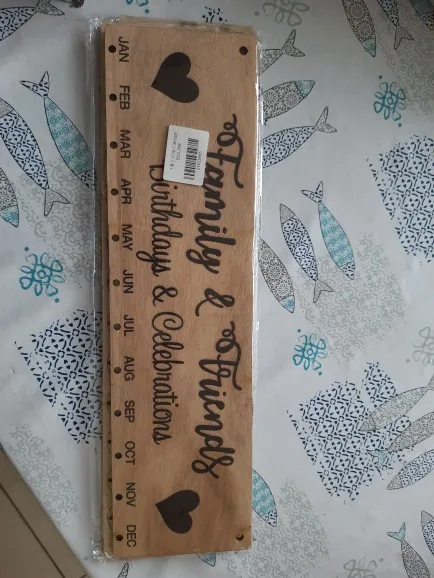 Family & Friends
Birthdays & Celebrations
JAN FEB MAR APR MAY JUN JUL AUG SEP OCT NOV DEC